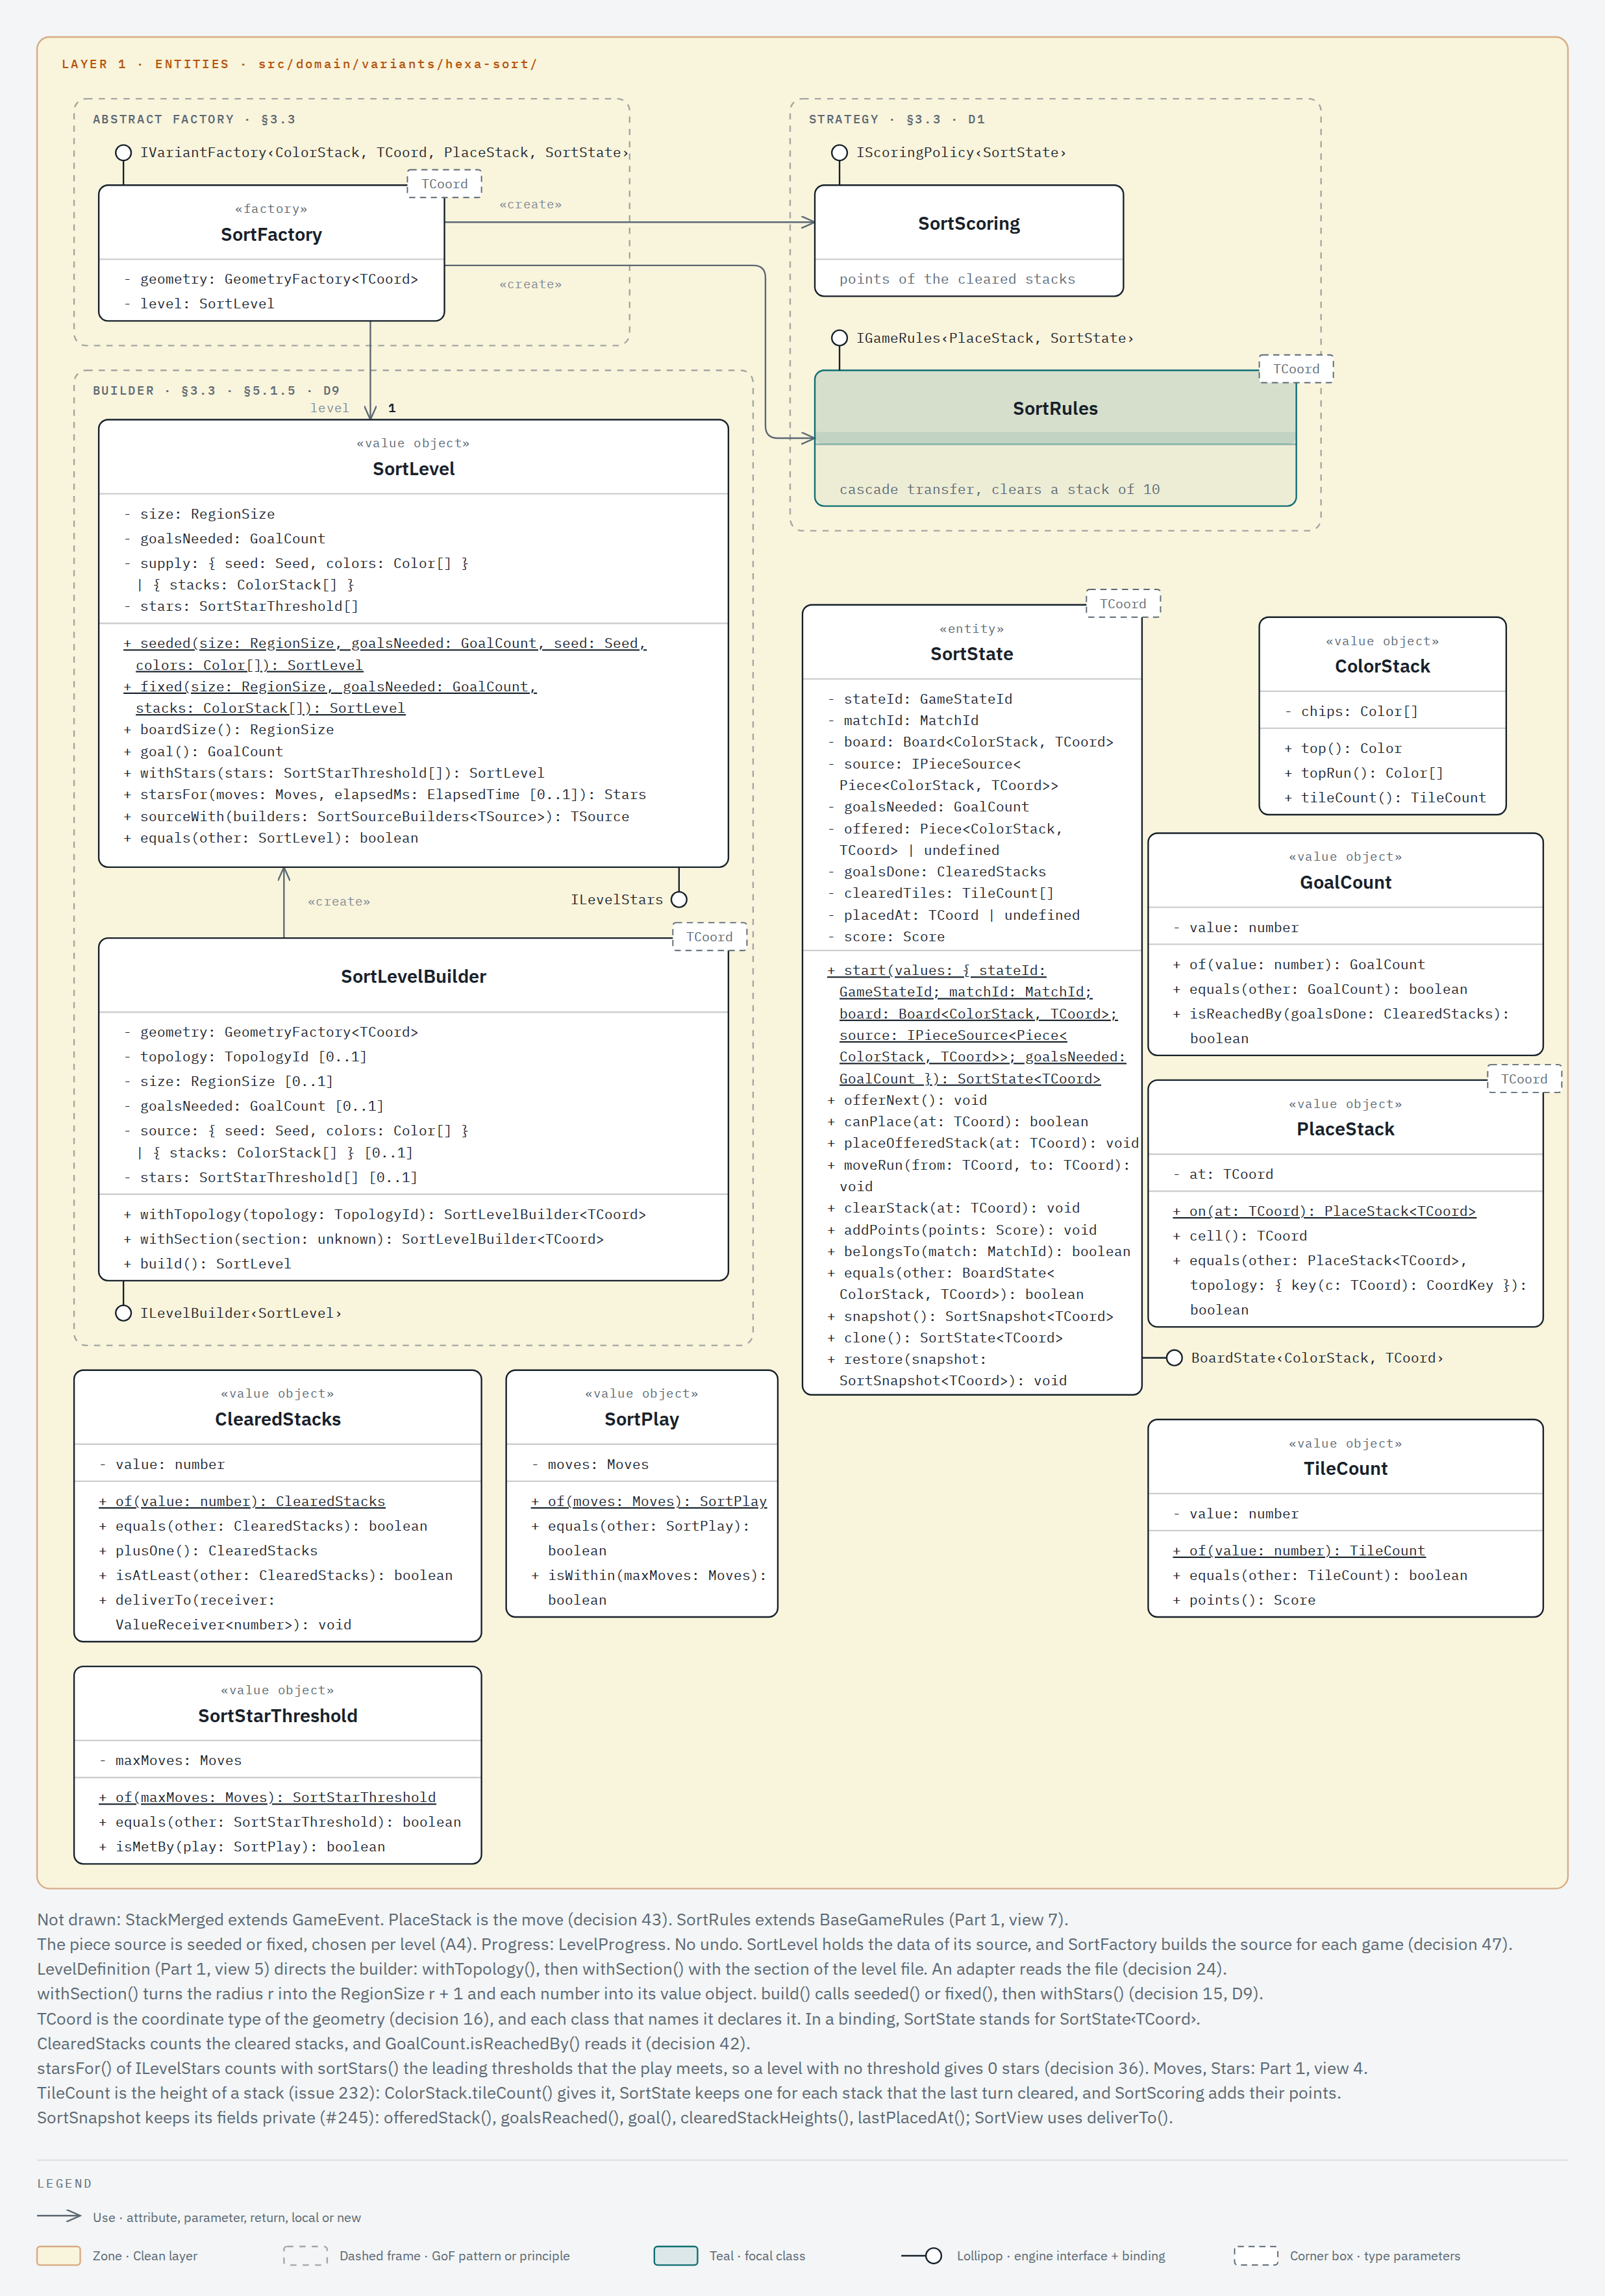 LAYER 1 · ENTITIES · src/domain/variants/hexa-sort/
ABSTRACT FACTORY · §3.3
IVariantFactory‹ColorStack, TCoord, PlaceStack, SortState›
TCoord
«factory»
SortFactory
- geometry: GeometryFactory<TCoord>
- level: SortLevel
«create»
«create»
STRATEGY · §3.3 · D1
IScoringPolicy‹SortState›
SortScoring
points of the cleared stacks
IGameRules‹PlaceStack, SortState›
TCoord
SortRules
cascade transfer, clears a stack of 10
BUILDER · §3.3 · §5.1.5 · D9
level
1
«value object»
SortLevel
- size: RegionSize
- goalsNeeded: GoalCount
- supply: { seed: Seed, colors: Color[] }
| { stacks: ColorStack[] }
- stars: SortStarThreshold[]
+ seeded(size: RegionSize, goalsNeeded: GoalCount, seed: Seed,
colors: Color[]): SortLevel
+ fixed(size: RegionSize, goalsNeeded: GoalCount,
stacks: ColorStack[]): SortLevel
+ boardSize(): RegionSize
+ goal(): GoalCount
+ withStars(stars: SortStarThreshold[]): SortLevel
+ starsFor(moves: Moves, elapsedMs: ElapsedTime [0..1]): Stars
+ sourceWith(builders: SortSourceBuilders<TSource>): TSource
+ equals(other: SortLevel): boolean
«create»
ILevelStars
TCoord
SortLevelBuilder
- geometry: GeometryFactory<TCoord>
- topology: TopologyId [0..1]
- size: RegionSize [0..1]
- goalsNeeded: GoalCount [0..1]
- source: { seed: Seed, colors: Color[] }
| { stacks: ColorStack[] } [0..1]
- stars: SortStarThreshold[] [0..1]
+ withTopology(topology: TopologyId): SortLevelBuilder<TCoord>
+ withSection(section: unknown): SortLevelBuilder<TCoord>
+ build(): SortLevel
ILevelBuilder‹SortLevel›
TCoord
«entity»
SortState
- stateId: GameStateId
- matchId: MatchId
- board: Board<ColorStack, TCoord>
- source: IPieceSource<
Piece<ColorStack, TCoord>>
- goalsNeeded: GoalCount
- offered: Piece<ColorStack,
TCoord> | undefined
- goalsDone: ClearedStacks
- clearedTiles: TileCount[]
- placedAt: TCoord | undefined
- score: Score
+ start(values: { stateId:
GameStateId; matchId: MatchId;
board: Board<ColorStack, TCoord>;
source: IPieceSource<Piece<
ColorStack, TCoord>>; goalsNeeded:
GoalCount }): SortState<TCoord>
+ offerNext(): void
+ canPlace(at: TCoord): boolean
+ placeOfferedStack(at: TCoord): void
+ moveRun(from: TCoord, to: TCoord):
void
+ clearStack(at: TCoord): void
+ addPoints(points: Score): void
+ belongsTo(match: MatchId): boolean
+ equals(other: BoardState<
ColorStack, TCoord>): boolean
+ snapshot(): SortSnapshot<TCoord>
+ clone(): SortState<TCoord>
+ restore(snapshot:
SortSnapshot<TCoord>): void
«value object»
ColorStack
- chips: Color[]
+ top(): Color
+ topRun(): Color[]
+ tileCount(): TileCount
«value object»
GoalCount
- value: number
+ of(value: number): GoalCount
+ equals(other: GoalCount): boolean
+ isReachedBy(goalsDone: ClearedStacks):
boolean
TCoord
«value object»
PlaceStack
- at: TCoord
+ on(at: TCoord): PlaceStack<TCoord>
+ cell(): TCoord
+ equals(other: PlaceStack<TCoord>,
topology: { key(c: TCoord): CoordKey }):
boolean
BoardState‹ColorStack, TCoord›
«value object»
ClearedStacks
- value: number
+ of(value: number): ClearedStacks
+ equals(other: ClearedStacks): boolean
+ plusOne(): ClearedStacks
+ isAtLeast(other: ClearedStacks): boolean
+ deliverTo(receiver:
ValueReceiver<number>): void
«value object»
SortPlay
- moves: Moves
+ of(moves: Moves): SortPlay
+ equals(other: SortPlay):
boolean
+ isWithin(maxMoves: Moves):
boolean
«value object»
TileCount
- value: number
+ of(value: number): TileCount
+ equals(other: TileCount): boolean
+ points(): Score
«value object»
SortStarThreshold
- maxMoves: Moves
+ of(maxMoves: Moves): SortStarThreshold
+ equals(other: SortStarThreshold): boolean
+ isMetBy(play: SortPlay): boolean
Not drawn: StackMerged extends GameEvent. PlaceStack is the move (decision 43). SortRules extends BaseGameRules (Part 1, view 7).
The piece source is seeded or fixed, chosen per level (A4). Progress: LevelProgress. No undo. SortLevel holds the data of its source, and SortFactory builds the source for each game (decision 47).
LevelDefinition (Part 1, view 5) directs the builder: withTopology(), then withSection() with the section of the level file. An adapter reads the file (decision 24).
withSection() turns the radius r into the RegionSize r + 1 and each number into its value object. build() calls seeded() or fixed(), then withStars() (decision 15, D9).
TCoord is the coordinate type of the geometry (decision 16), and each class that names it declares it. In a binding, SortState stands for SortState‹TCoord›.
ClearedStacks counts the cleared stacks, and GoalCount.isReachedBy() reads it (decision 42).
starsFor() of ILevelStars counts with sortStars() the leading thresholds that the play meets, so a level with no threshold gives 0 stars (decision 36). Moves, Stars: Part 1, view 4.
TileCount is the height of a stack (issue 232): ColorStack.tileCount() gives it, SortState keeps one for each stack that the last turn cleared, and SortScoring adds their points.
SortSnapshot keeps its fields private (#245): offeredStack(), goalsReached(), goal(), clearedStackHeights(), lastPlacedAt(); SortView uses deliverTo().
LEGEND
Use · attribute, parameter, return, local or new
Zone · Clean layer
Dashed frame · GoF pattern or principle
Teal · focal class
Lollipop · engine interface + binding
Corner box · type parameters